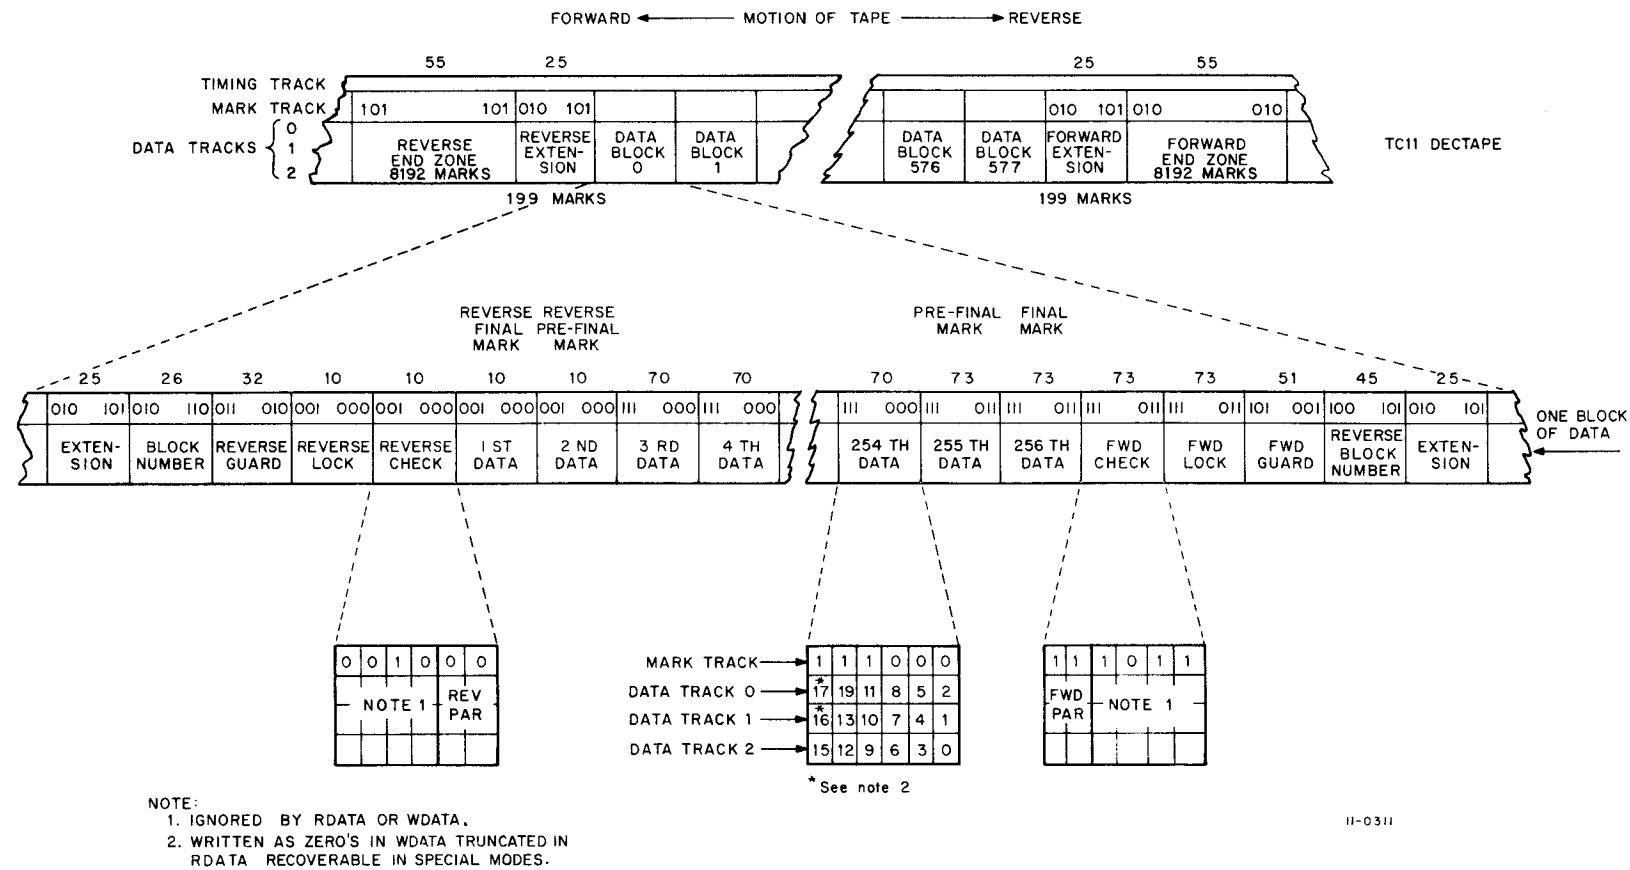 FORWARD MOTION OF TAPE REVERSE
55 25 25 55
TIMING TRACK
MARK TRACK 101 101 010 101 010 101 010 010
DATA TRACKS { 0 1 2
REVERSE END ZONE 8192 MARKS
REVERSE EXTEN- SION
DATA BLOCK 0
DATA BLOCK 1
DATA BLOCK 576
DATA BLOCK 577
FORWARD EXTEN- SION
FORWARD END ZONE 8192 MARKS
TC11 DECTAPE
199 MARKS 199 MARKS
REVERSE FINAL MARK
REVERSE PRE-FINAL MARK
PRE-FINAL MARK
FINAL MARK
25 26 32 10 10 10 10 70 70 70 73 73 73 73 51 45 25
010 101 010 110 011 010 001 000 001 000 001 000 001 000 111 000 111 000 111 000 111 011 111 011 111 011 111 011 101 001 100 101 010 101
EXTEN- SION
BLOCK NUMBER
REVERSE GUARD
REVERSE LOCK
REVERSE CHECK
1 ST DATA
2 ND DATA
3 RD DATA
4 TH DATA
254 TH DATA
255 TH DATA
256 TH DATA
FWD CHECK
FWD LOCK
FWD GUARD
REVERSE BLOCK NUMBER
EXTEN- SION
ONE BLOCK OF DATA
0 0 1 0 0 0
NOTE 1
REV PAR
MARK TRACK 1 1 1 0 0 0
DATA TRACK 0 *17 19 11 8 5 2
DATA TRACK 1 *16 13 10 7 4 1
DATA TRACK 2 15 12 9 6 3 0
* See note 2
1 1 1 0 1 1
FWD PAR
NOTE 1
NOTE:
1. IGNORED BY RDATA OR WDATA.
2. WRITTEN AS ZERO'S IN WDATA TRUNCATED IN
RDATA RECOVERABLE IN SPECIAL MODES.
11-0311